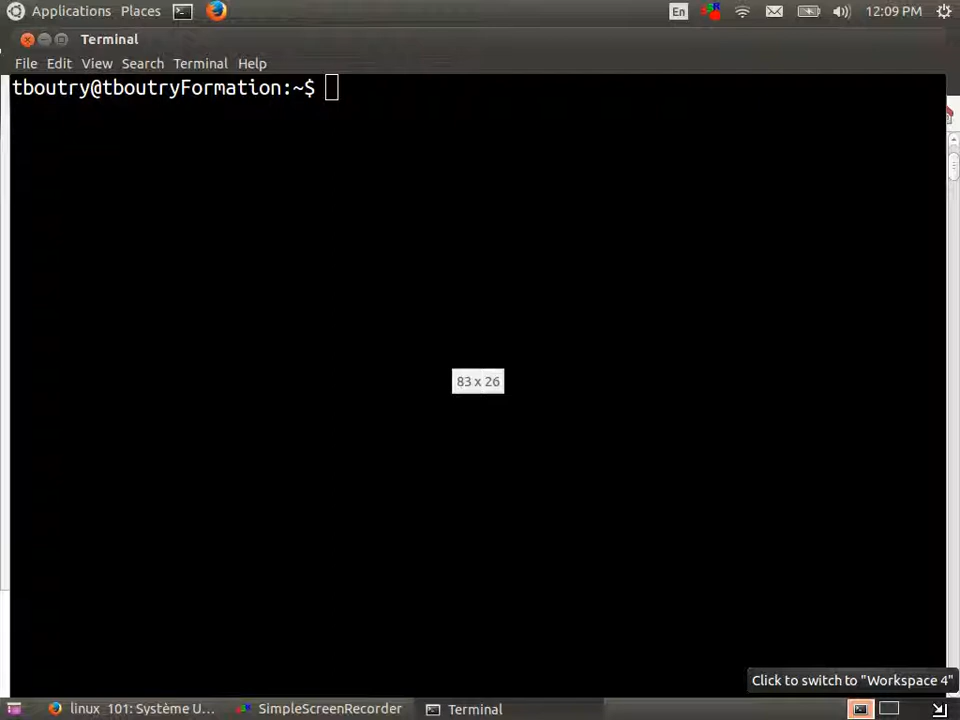 Applications Places En 12:09 PM
Terminal
File Edit View Search Terminal Help
tboutry@tboutryFormation:~$
83 x 26
Click to switch to "Workspace 4"
linux 101: Système U... SimpleScreenRecorder Terminal